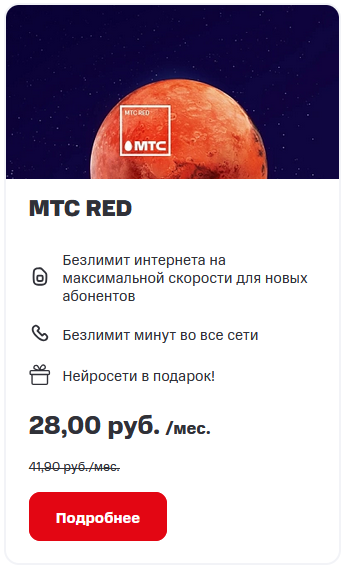 МТС RED
МТС
МТС RED
Безлимит интернета на
максимальной скорости для новых
абонентов
Безлимит минут во все сети
Нейросети в подарок!
28,00 руб. /мес.
41,90 руб./мес.
Подробнее